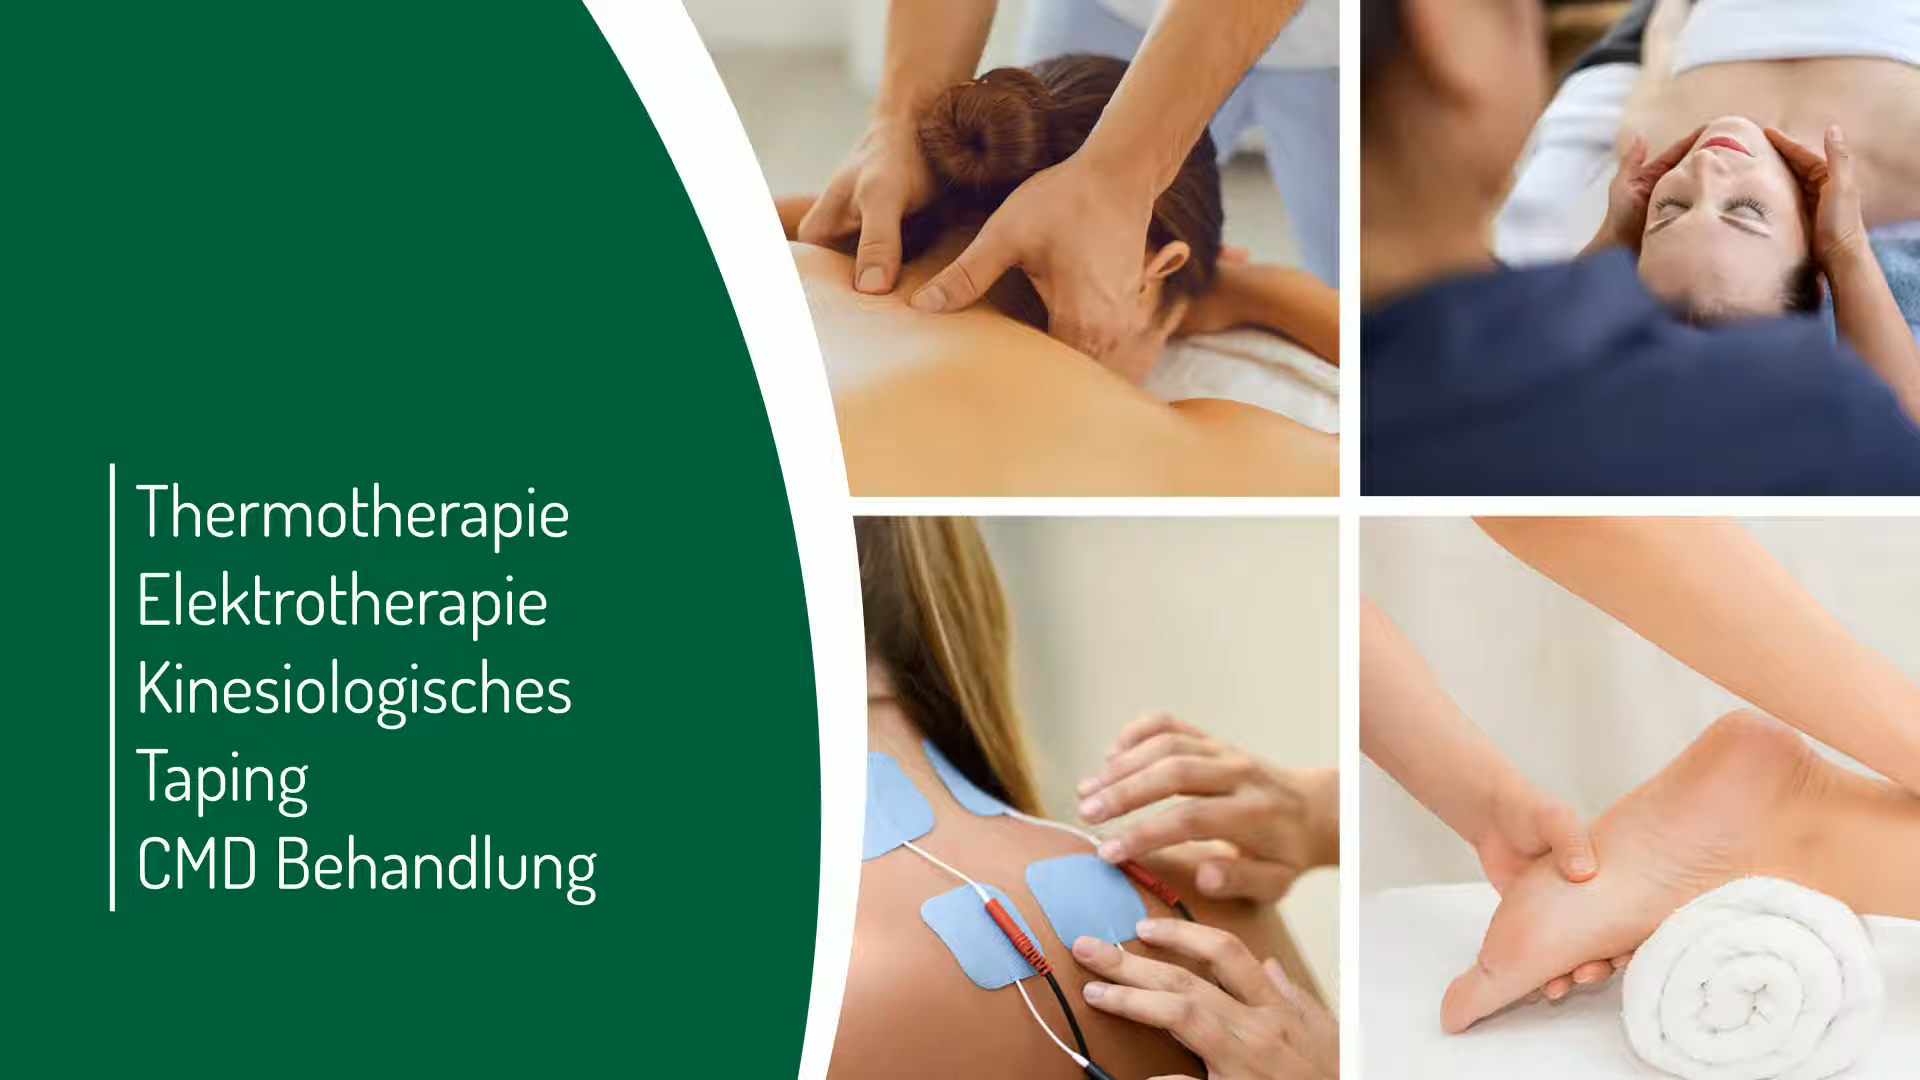 Thermotherapie
Elektrotherapie
Kinesiologisches
Taping
CMD Behandlung